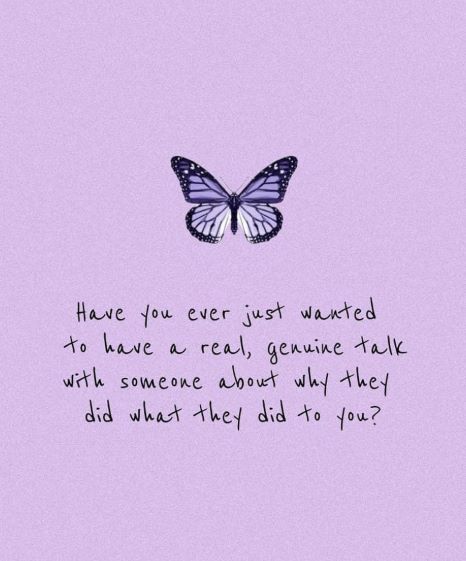 Have you ever just wanted
to have a real, genuine talk
with someone about why they
did what they did to you?